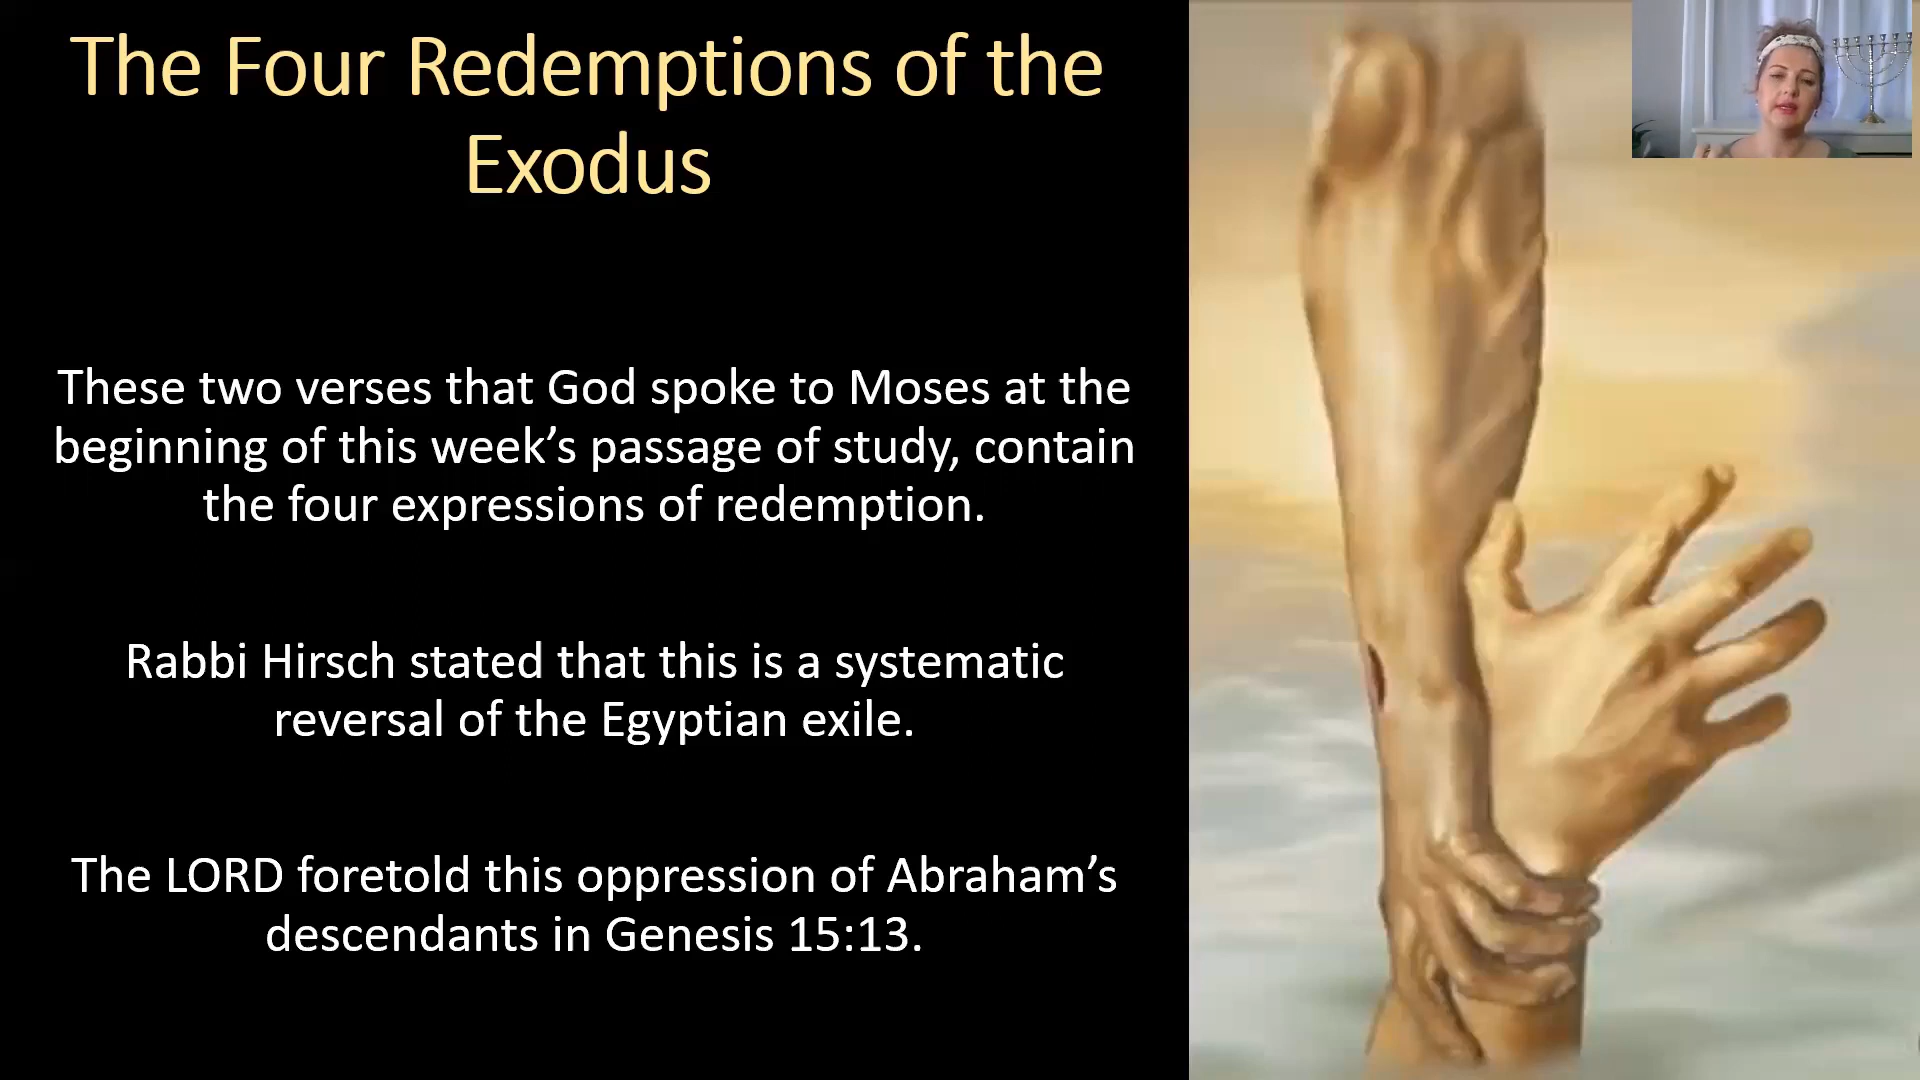 The Four Redemptions of the
Exodus
These two verses that God spoke to Moses at the
beginning of this week’s passage of study, contain
the four expressions of redemption.
Rabbi Hirsch stated that this is a systematic
reversal of the Egyptian exile.
The LORD foretold this oppression of Abraham’s
descendants in Genesis 15:13.